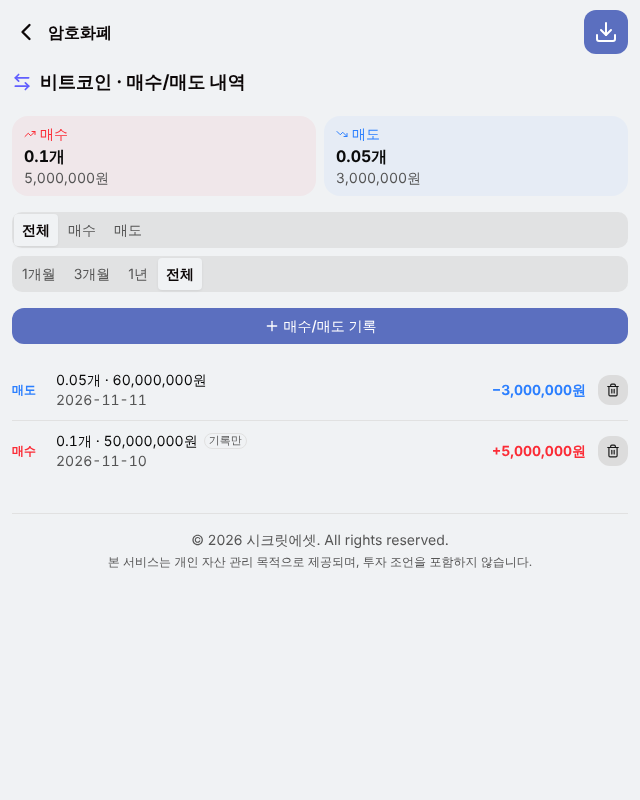 암호화폐
비트코인 · 매수/매도 내역
매수
0.1개
5,000,000원
매도
0.05개
3,000,000원
전체 매수 매도
1개월 3개월 1년 전체
+ 매수/매도 기록
매도 0.05개 · 60,000,000원 −3,000,000원
2026-11-11
매수 0.1개 · 50,000,000원 기록만 +5,000,000원
2026-11-10
© 2026 시크릿에셋. All rights reserved.
본 서비스는 개인 자산 관리 목적으로 제공되며, 투자 조언을 포함하지 않습니다.